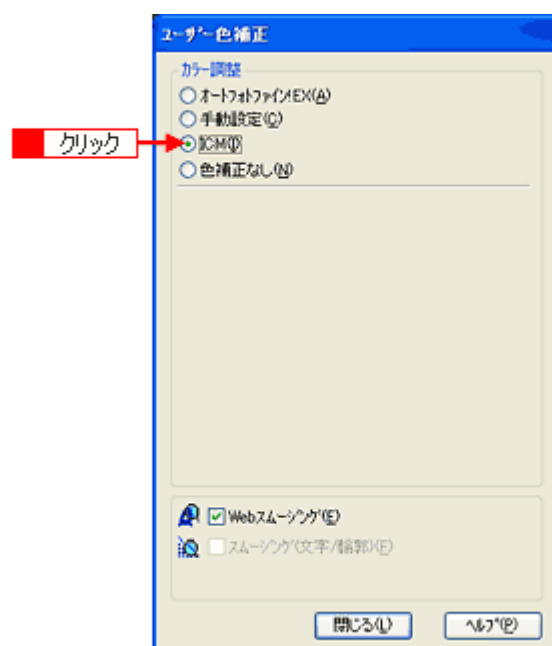 ユーザー色補正
カラー調整
オートフォトファイン!EX(A)
手動設定(C)
クリック
ICM(I)
色補正なし(N)
Webスムージング(E)
スムージング(文字/輪郭)(F)
閉じる(L)
ヘルプ(P)